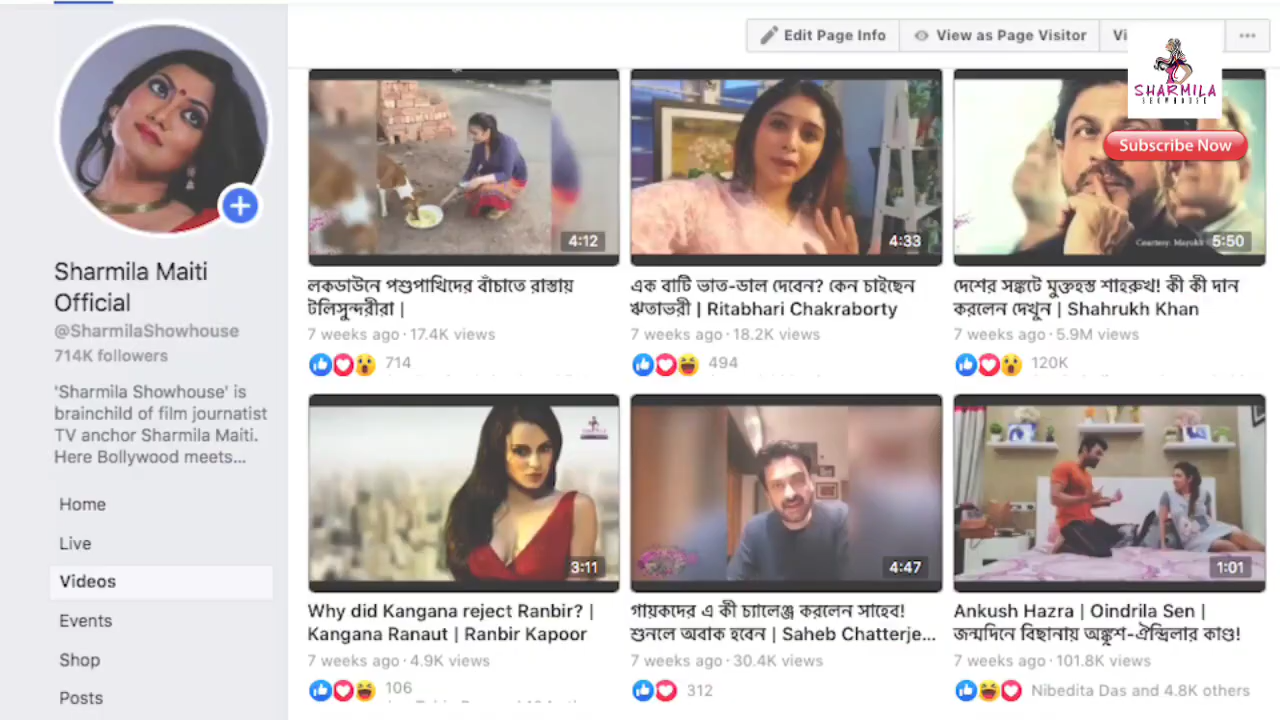 Edit Page Info
View as Page Visitor
Vi
SHARMILA
SHOWHOUSE
Subscribe Now
Sharmila Maiti
Official
@SharmilaShowhouse
714K followers
'Sharmila Showhouse' is
brainchild of film journalist
TV anchor Sharmila Maiti.
Here Bollywood meets...
Home
Live
Videos
Events
Shop
Posts
4:12
লকডাউনে পশুপাখিদের বাঁচাতে রাস্তায়
টলিসুন্দরীরা |
7 weeks ago · 17.4K views
714
4:33
এক বাটি ভাত-ডাল দেবেন? কেন চাইছেন
ঋতাভরী | Ritabhari Chakraborty
7 weeks ago · 18.2K views
494
Courtesy:
5:50
দেশের সঙ্কটে মুক্তহস্ত শাহরুখ! কী কী দান
করলেন দেখুন | Shahrukh Khan
7 weeks ago · 5.9M views
120K
3:11
Why did Kangana reject Ranbir? |
Kangana Ranaut | Ranbir Kapoor
7 weeks ago · 4.9K views
106
4:47
গায়কদের এ কী চ্যালেঞ্জ করলেন সাহেব!
শুনলে অবাক হবেন | Saheb Chatterje...
7 weeks ago · 30.4K views
312
1:01
Ankush Hazra | Oindrila Sen |
জন্মদিনে বিছানায় অঙ্কুশ-ঐন্দ্রিলার কাণ্ড!
7 weeks ago · 101.8K views
Nibedita Das and 4.8K others